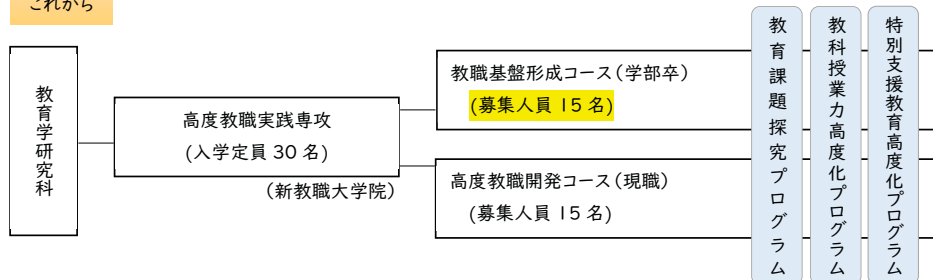 これから
教育学研究科
高度教職実践専攻
(入学定員 30 名)
(新教職大学院)
教職基盤形成コース(学部卒)
(募集人員 15 名)
高度教職開発コース(現職)
(募集人員 15 名)
教育課題探究プログラム
教科授業力高度化プログラム
特別支援教育高度化プログラム